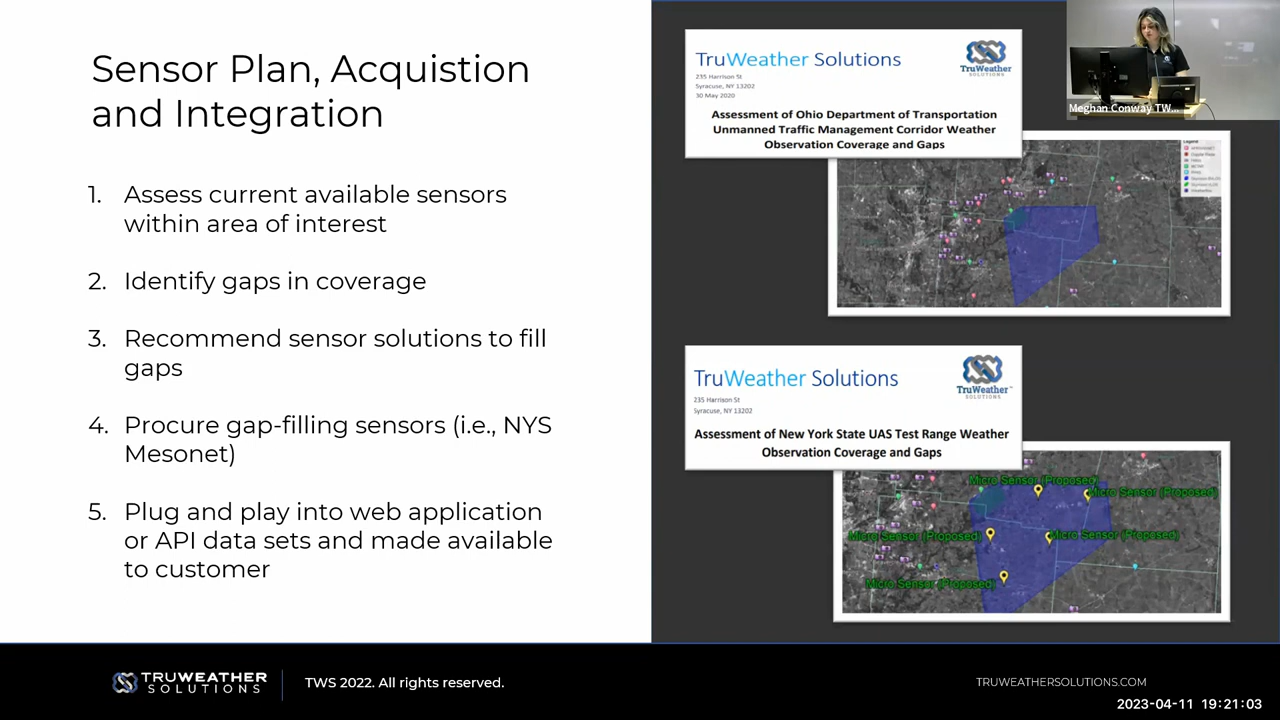 Sensor Plan, Acquistion
and Integration
1. Assess current available sensors
within area of interest
2. Identify gaps in coverage
3. Recommend sensor solutions to fill
gaps
4. Procure gap-filling sensors (i.e., NYS
Mesonet)
5. Plug and play into web application
or API data sets and made available
to customer
TruWeather Solutions
TruWeather
SOLUTIONS
235 Harrison St
Syracuse, NY 13202
30 May 2020
Assessment of Ohio Department of Transportation
Unmanned Traffic Management Corridor Weather
Observation Coverage and Gaps
Legend
Meghan Conway TW...
TruWeather Solutions
TruWeather™
SOLUTIONS
235 Harrison St
Syracuse, NY 13202
Assessment of New York State UAS Test Range Weather
Observation Coverage and Gaps
Micro Sensor (Proposed)
Micro Sensor (Proposed)
Micro Sensor (Proposed)
Micro Sensor (Proposed)
Micro Sensor (Proposed)
TRUWEATHER
SOLUTIONS
TWS 2022. All rights reserved.
TRUWEATHERSOLUTIONS.COM
2023-04-11 19:21:03